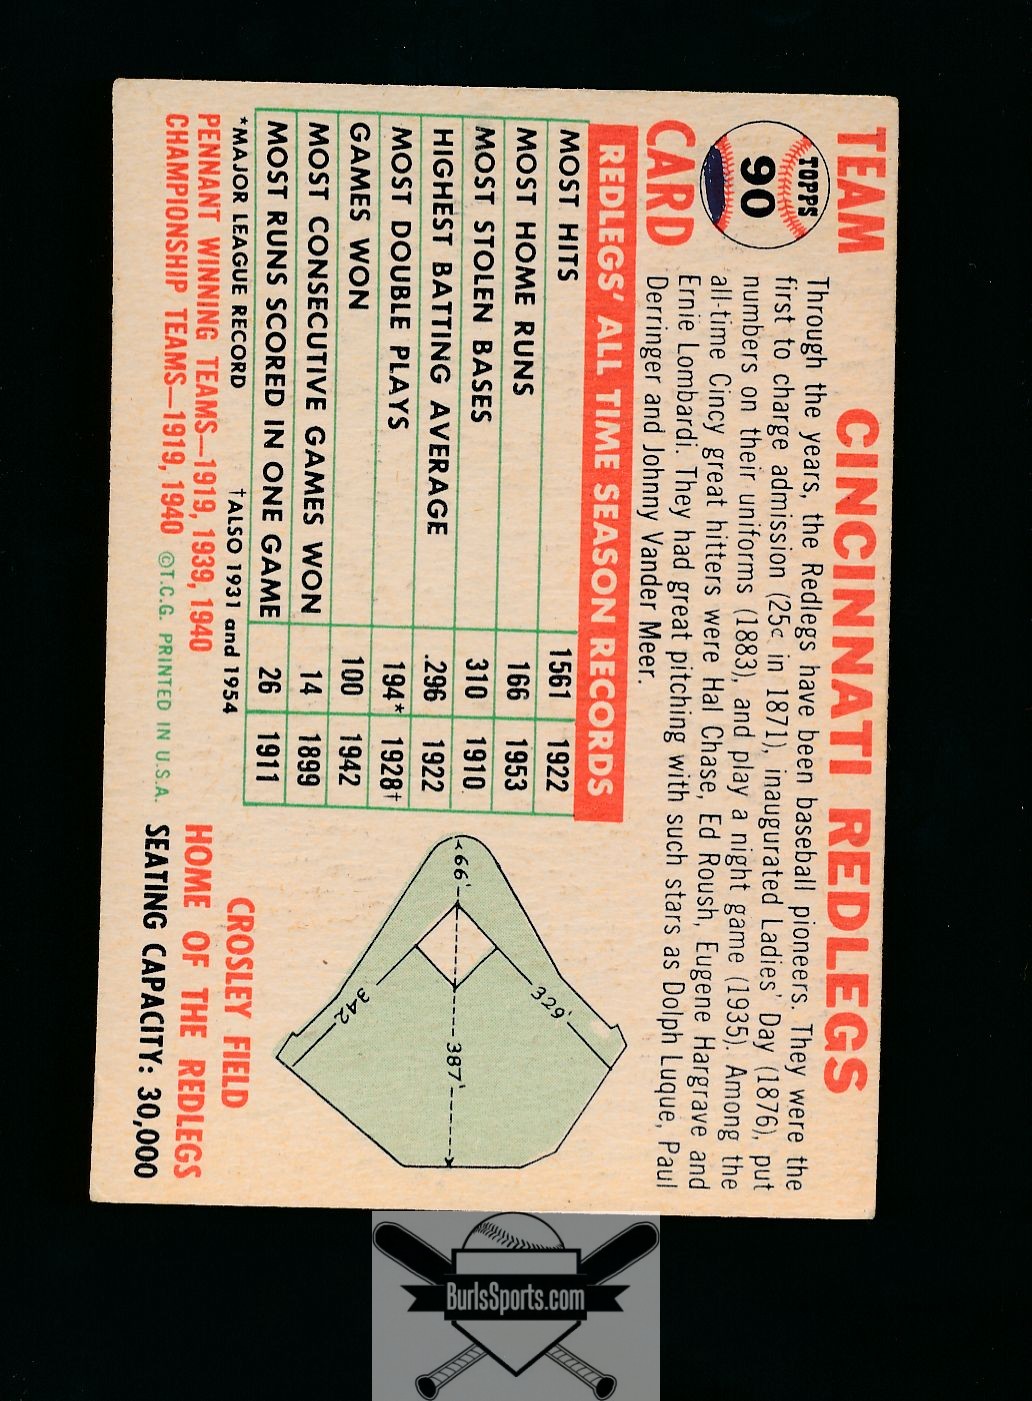 TEAM
TOPPS
90
CARD
CINCINNATI REDLEGS
Through the years, the Redlegs have been baseball pioneers. They were the
first to charge admission (25c in 1871), inaugurated Ladies' Day (1876), put
numbers on their uniforms (1883), and play a night game (1935). Among the
all-time Cincy great hitters were Hal Chase, Ed Roush, Eugene Hargrave and
Ernie Lombardi. They had great pitching with such stars as Dolph Luque, Paul
Derringer and Johnny Vander Meer.
REDLEGS' ALL TIME SEASON RECORDS
MOST HITS 1561 1922
MOST HOME RUNS 166 1953
MOST STOLEN BASES 310 1910
HIGHEST BATTING AVERAGE .296 1922
MOST DOUBLE PLAYS 194* 1928†
GAMES WON 100 1942
MOST CONSECUTIVE GAMES WON 14 1899
MOST RUNS SCORED IN ONE GAME 26 1911
*MAJOR LEAGUE RECORD †ALSO 1931 and 1954
PENNANT WINNING TEAMS—1919, 1939, 1940
CHAMPIONSHIP TEAMS—1919, 1940 ©T.C.G. PRINTED IN U.S.A.
329'
66' 387'
342'
CROSLEY FIELD
HOME OF THE REDLEGS
SEATING CAPACITY: 30,000
BurlsSports.com